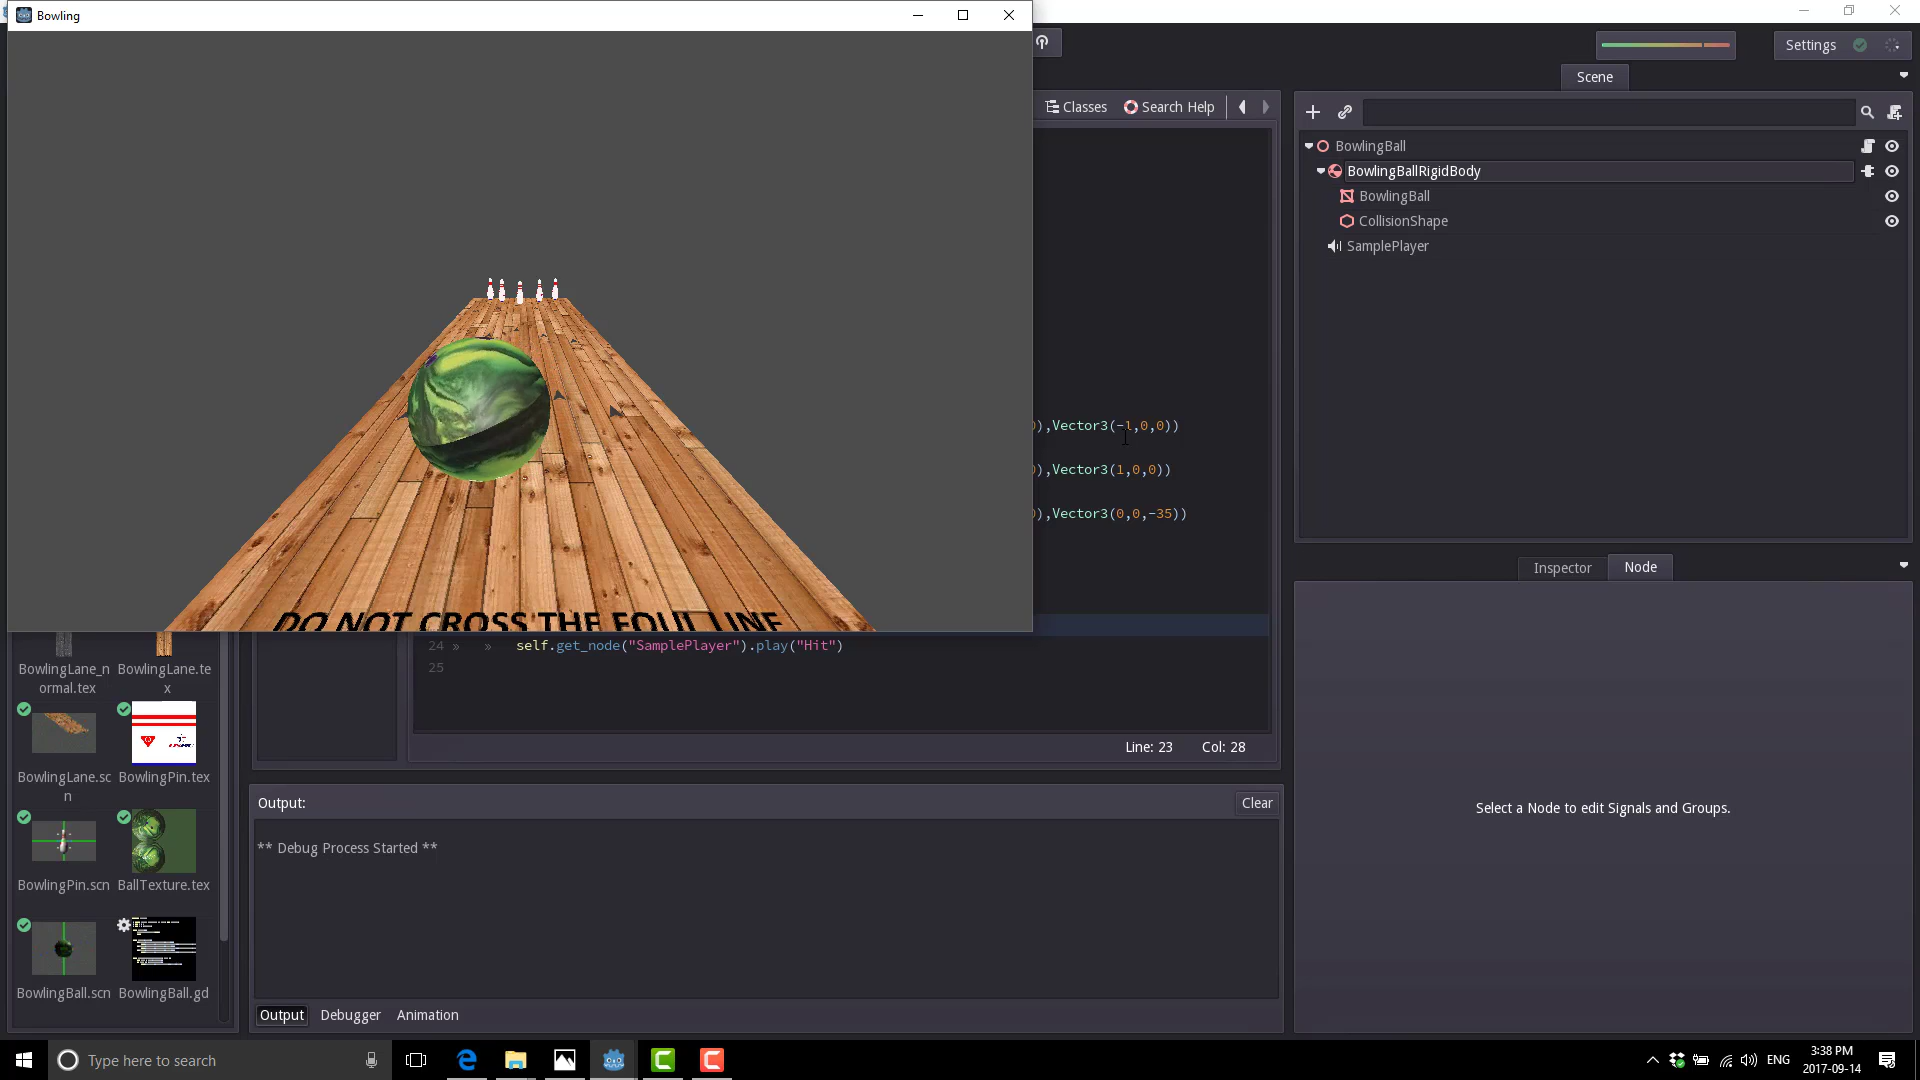 Bowling
Settings
Scene
Classes
Search Help
BowlingBall
BowlingBallRigidBody
BowlingBall
CollisionShape
SamplePlayer
),Vector3(-1,0,0))
),Vector3(1,0,0))
),Vector3(0,0,-35))
DO NOT CROSS THE FOUL LINE
24 » » self.get_node("SamplePlayer").play("Hit")
25
Line: 23 Col: 28
Inspector
Node
Select a Node to edit Signals and Groups.
BowlingLane_n
ormal.tex
BowlingLane.te
x
BowlingLane.sc
n
BowlingPin.tex
BowlingPin.scn
BallTexture.tex
BowlingBall.scn
BowlingBall.gd
Output:
Clear
** Debug Process Started **
Output
Debugger
Animation
Type here to search
ENG
3:38 PM
2017-09-14